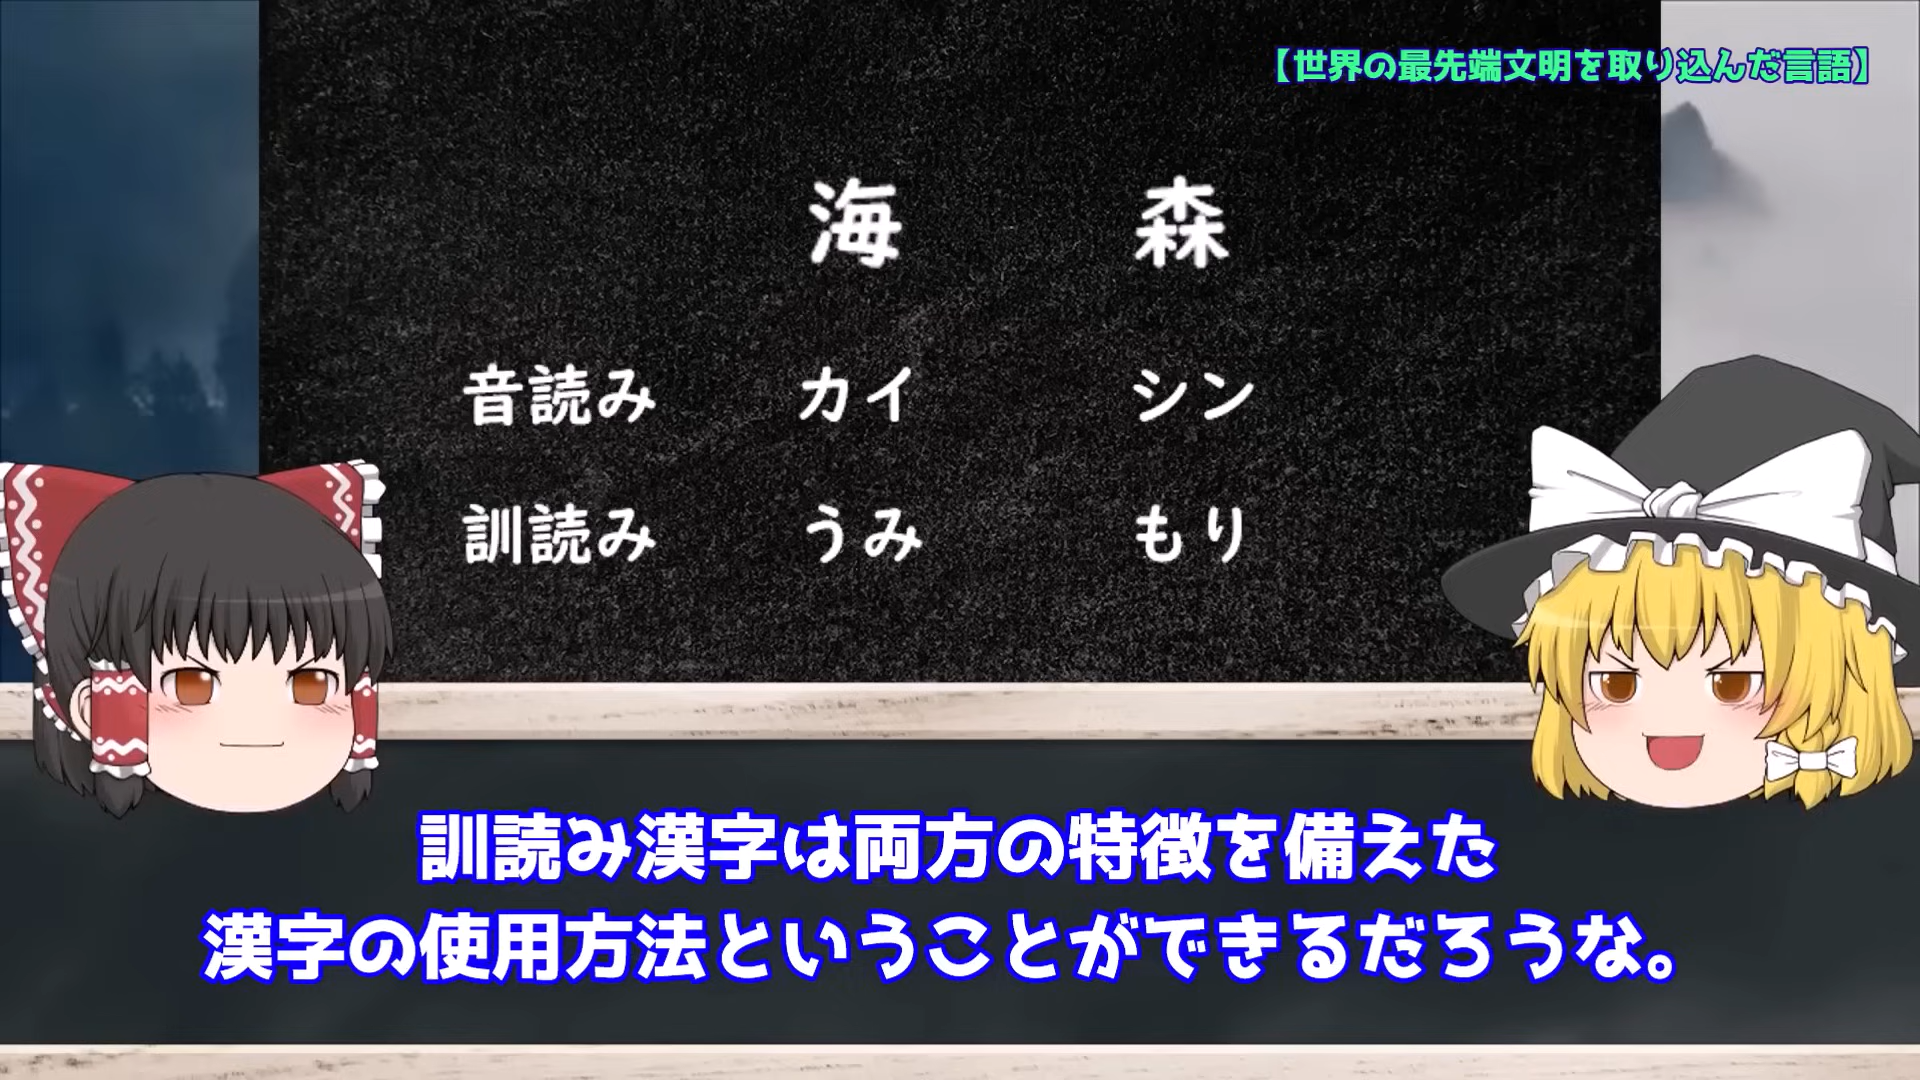 【世界の最先端文明を取り込んだ言語】
海 森
音読み カイ シン
訓読み うみ もり
訓読み漢字は両方の特徴を備えた
漢字の使用方法ということができるだろうな。